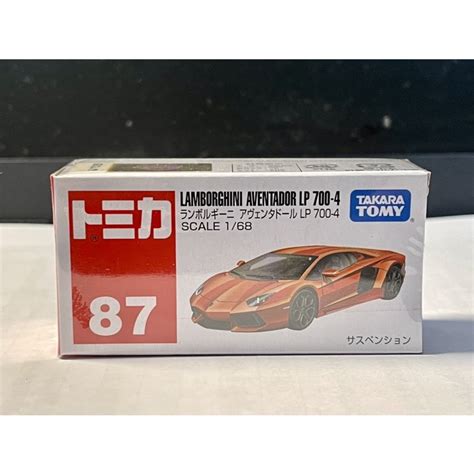 トミカ
87
LAMBORGHINI AVENTADOR LP 700-4
ランボルギーニ アヴェンタドール LP 700-4
SCALE 1/68
TAKARA
TOMY
サスペンション